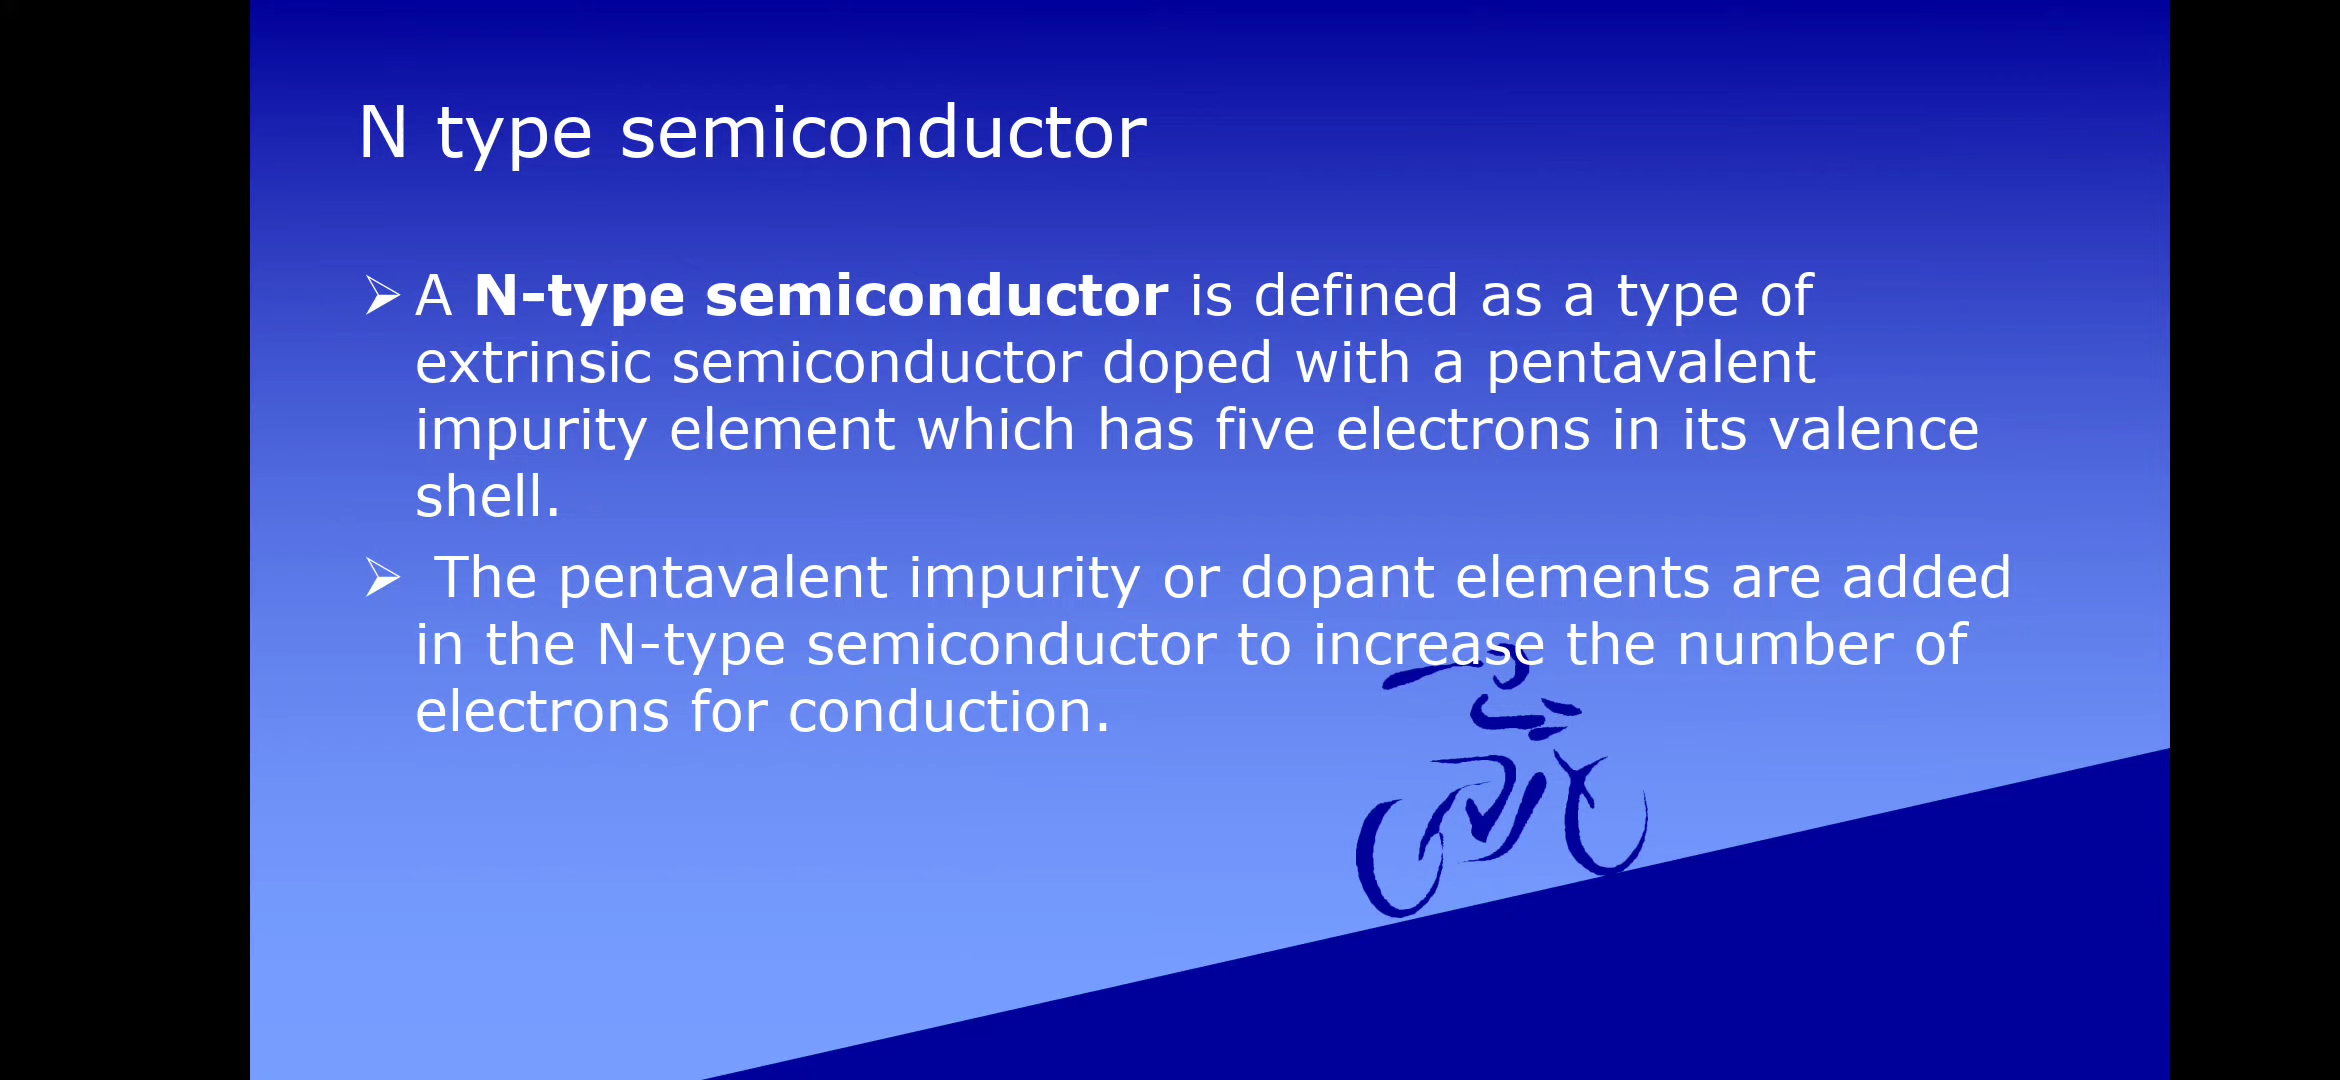 N type semiconductor
➢ A N-type semiconductor is defined as a type of
extrinsic semiconductor doped with a pentavalent
impurity element which has five electrons in its valence
shell.
➢ The pentavalent impurity or dopant elements are added
in the N-type semiconductor to increase the number of
electrons for conduction.